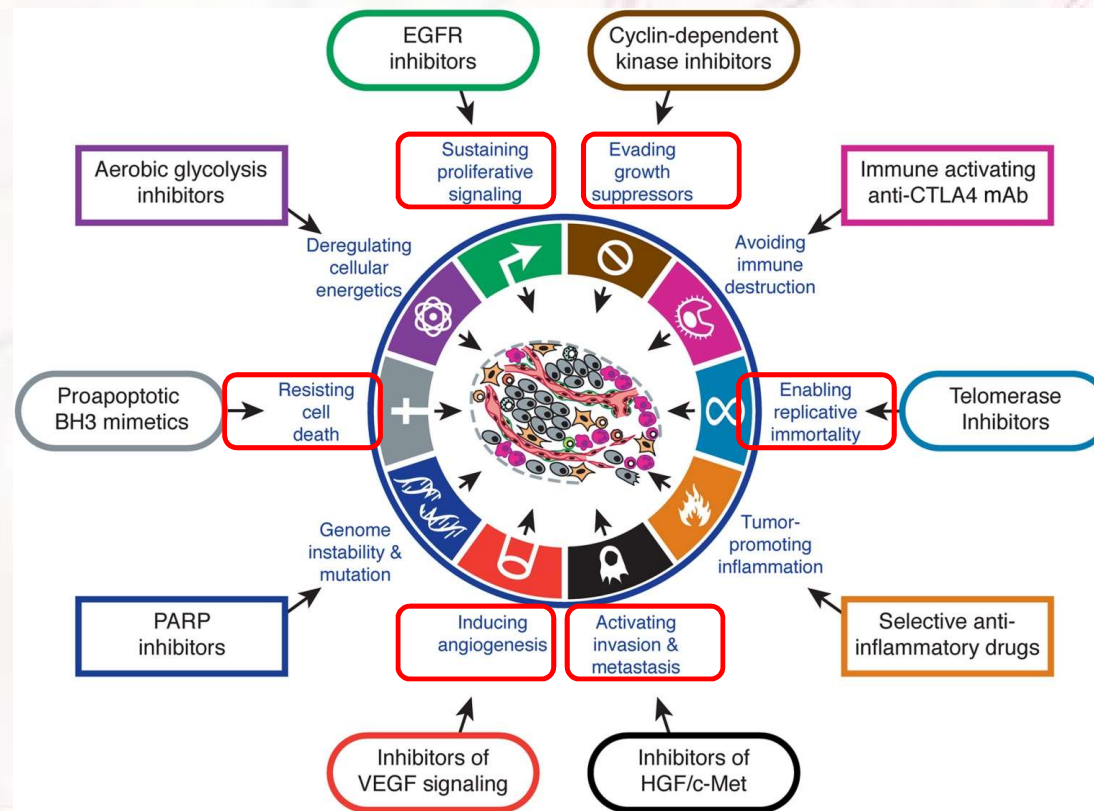 EGFR
inhibitors
Cyclin-dependent
kinase inhibitors
Sustaining
proliferative
signaling
Evading
growth
suppressors
Aerobic glycolysis
inhibitors
Immune activating
anti-CTLA4 mAb
Deregulating
cellular
energetics
Avoiding
immune
destruction
Proapoptotic
BH3 mimetics
Resisting
cell
death
Enabling
replicative
immortality
Telomerase
Inhibitors
Genome
instability &
mutation
Tumor-
promoting
inflammation
PARP
inhibitors
Inducing
angiogenesis
Activating
invasion &
metastasis
Selective anti-
inflammatory drugs
Inhibitors of
VEGF signaling
Inhibitors of
HGF/c-Met